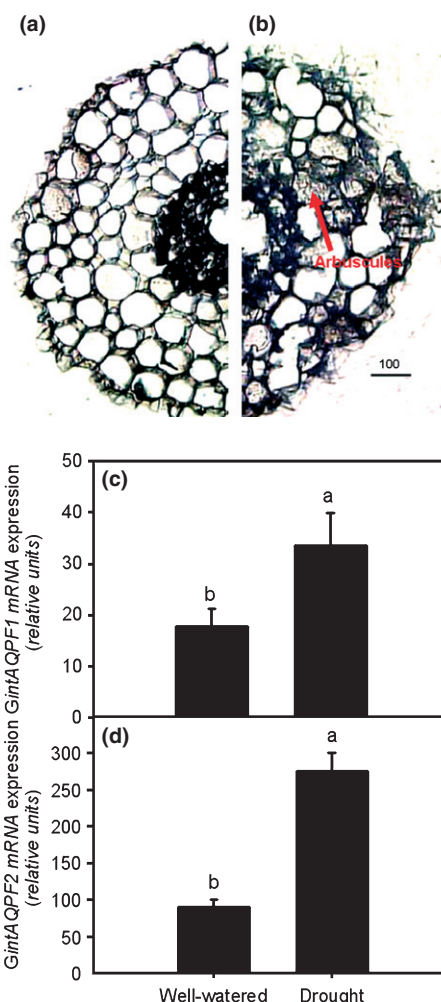 (a)
(b)
Arbuscules
100
(c)
GintAQPF1 mRNA expression
(relative units)
50
40
30
20
10
0
b
a
(d)
GintAQPF2 mRNA expression
(relative units)
300
250
200
150
100
50
0
b
a
Well-watered
Drought